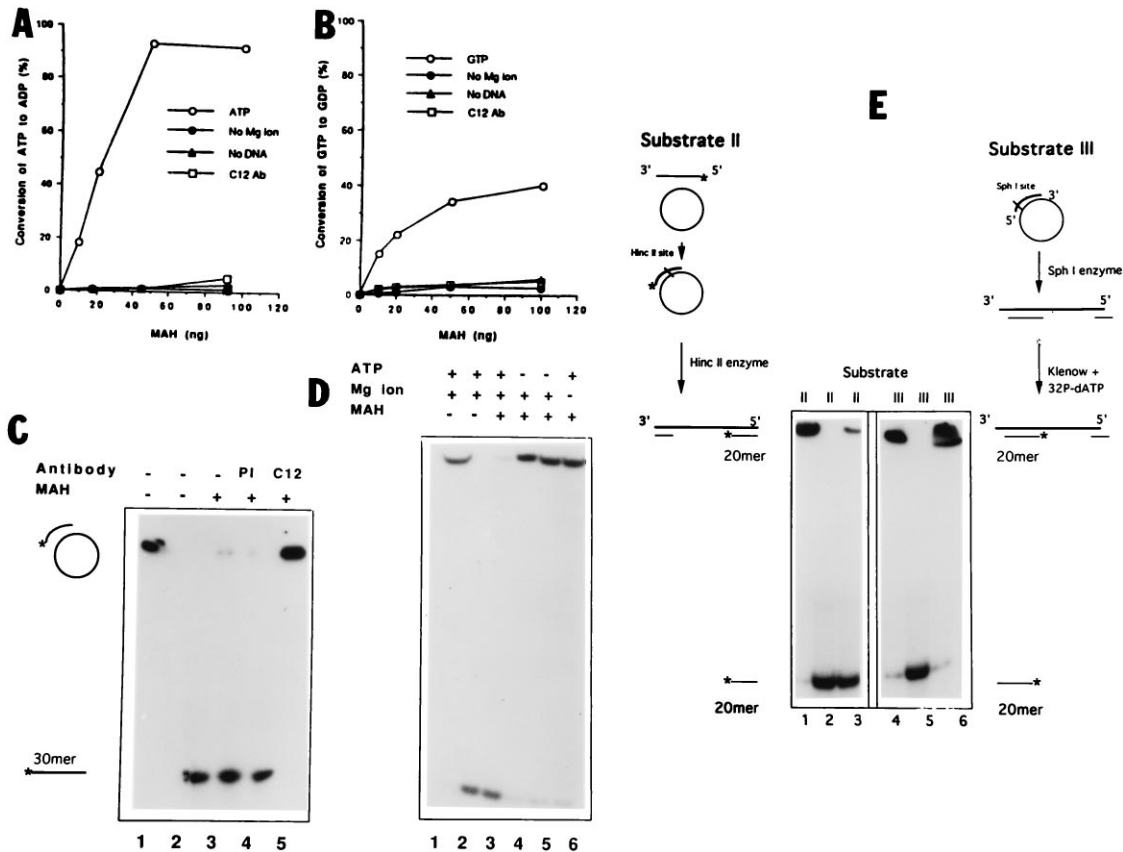 A
Conversion of ATP to ADP (%)
100
80
60
40
20
0
0 20 40 60 80 100 120
MAH (ng)
ATP
No Mg ion
No DNA
C12 Ab
B
Conversion of GTP to GDP (%)
100
80
60
40
20
0
0 20 40 60 80 100 120
MAH (ng)
GTP
No Mg ion
No DNA
C12 Ab
C
Antibody - - - PI C12
MAH - - + + +
*
30mer
*
1 2 3 4 5
D
ATP + + + - - +
Mg ion + + + + + -
MAH - - + + + +
1 2 3 4 5 6
E
Substrate II
3' 5'
*
Hinc II site
*
Hinc II enzyme
3' 5'
*
20mer
Substrate III
Sph I site
3'
5'
Sph I enzyme
3' 5'
Klenow +
32P-dATP
3' 5'
*
20mer
Substrate
II II II III III III
*
20mer
*
20mer
1 2 3 4 5 6